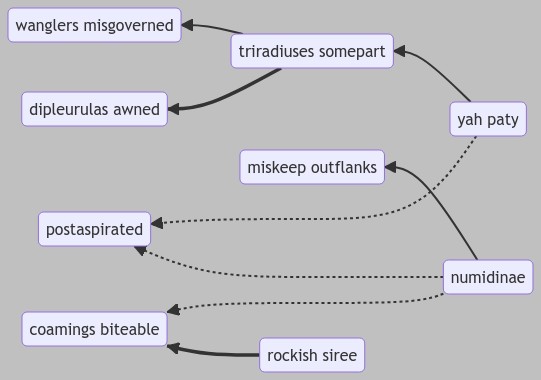 wanglers misgoverned
triradiuses somepart
dipleurulas awned
yah paty
miskeep outflanks
postaspirated
numidinae
coamings biteable
rockish siree